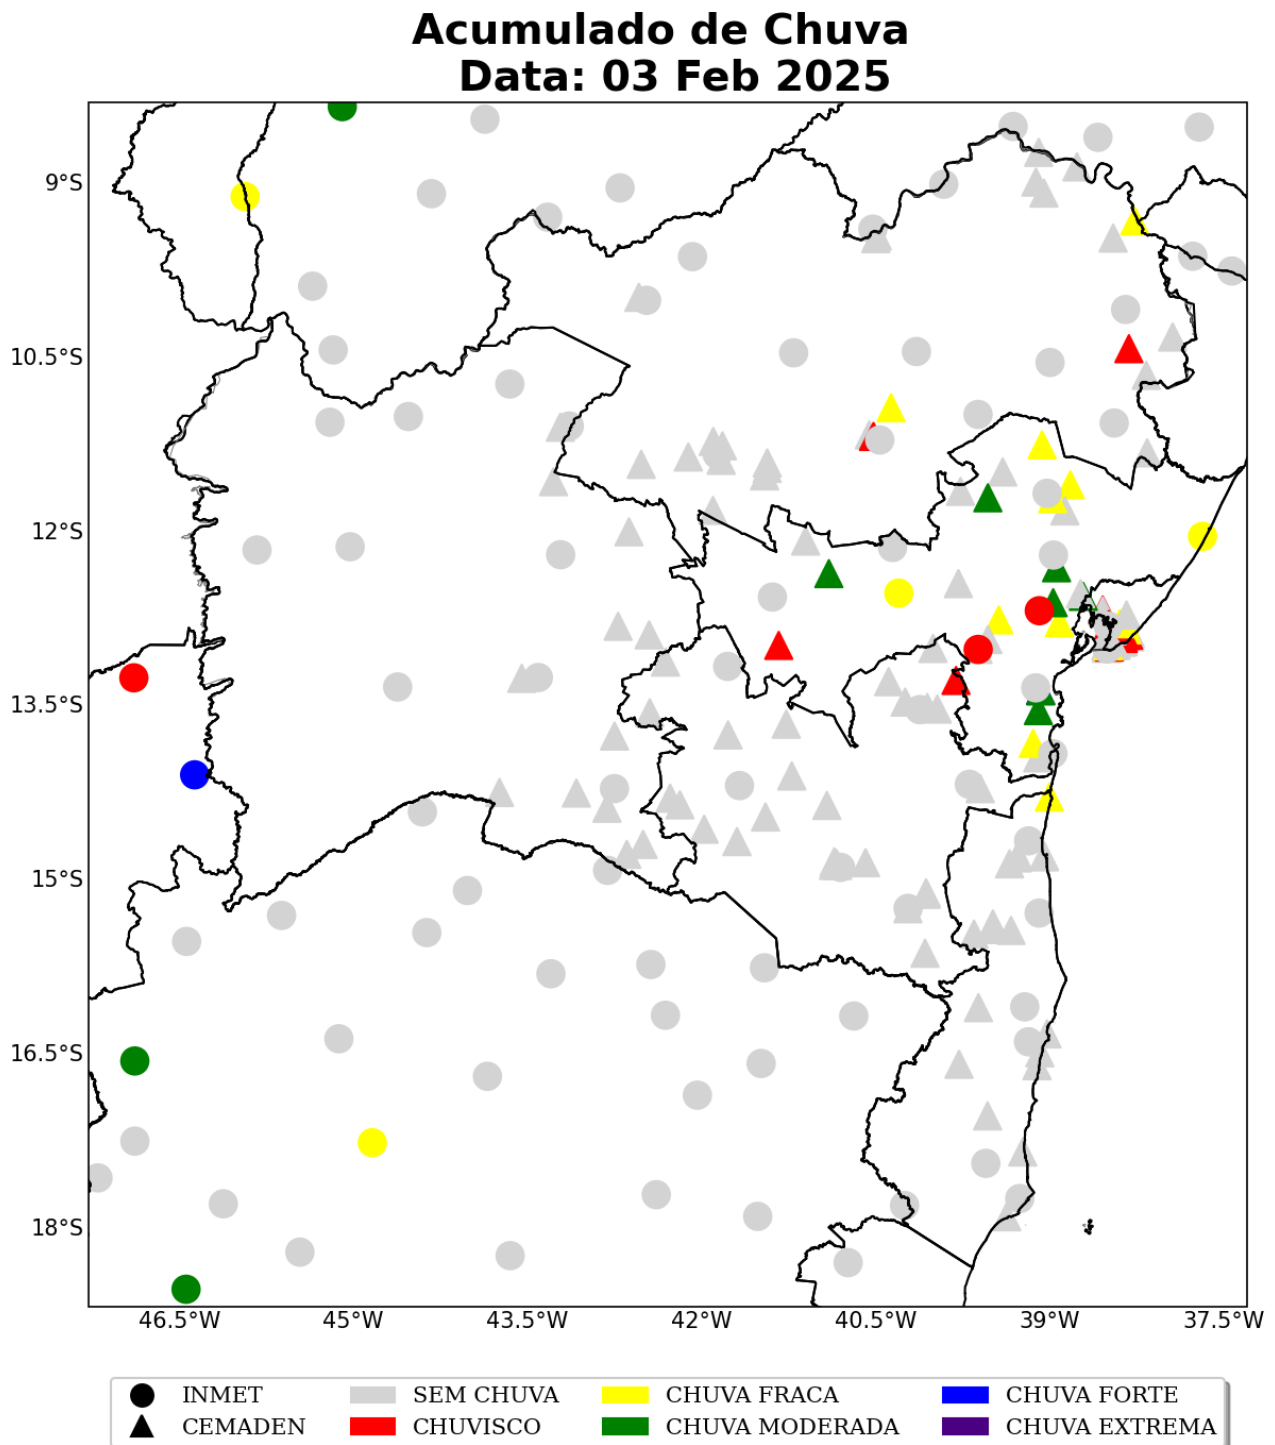 Acumulado de Chuva
Data: 03 Feb 2025
9°S
10.5°S
12°S
13.5°S
15°S
16.5°S
18°S
46.5°W 45°W 43.5°W 42°W 40.5°W 39°W 37.5°W
INMET SEM CHUVA CHUVA FRACA CHUVA FORTE
CEMADEN CHUVISCO CHUVA MODERADA CHUVA EXTREMA